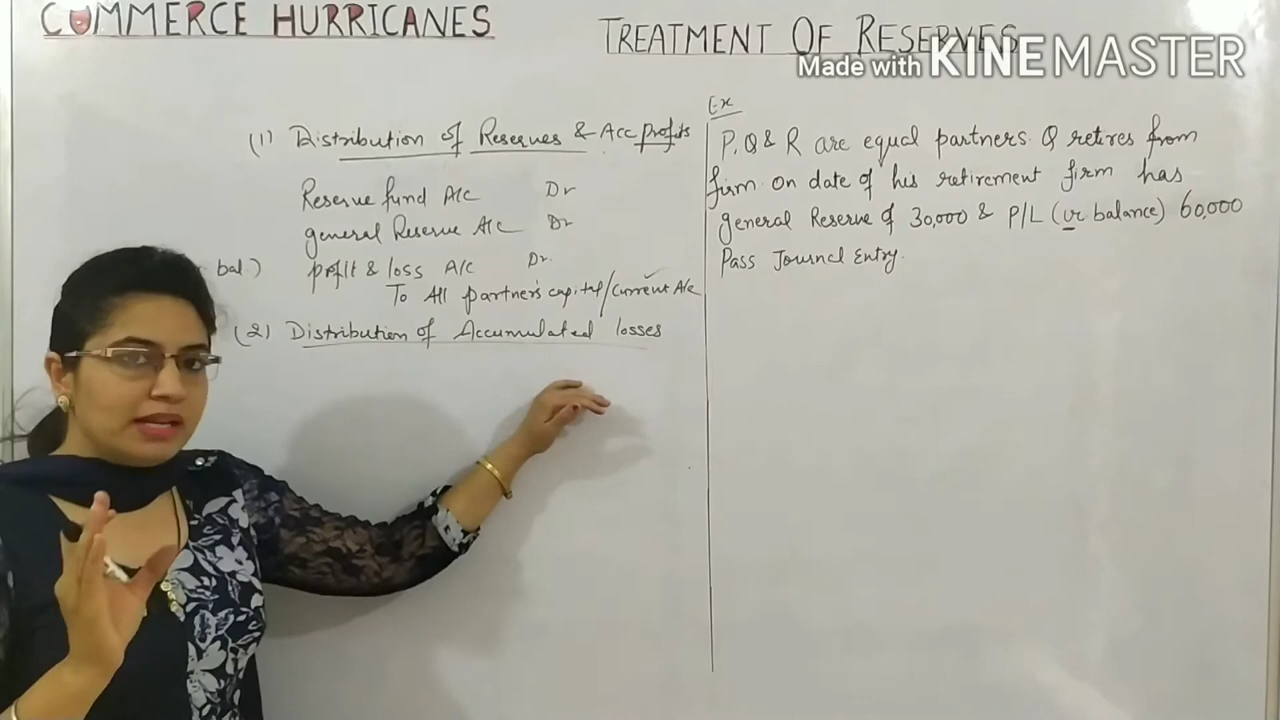 COMMERCE HURRICANES
TREATMENT OF RESERVES
Made with KINEMASTER
(1) Distribution of Reserves & Acc profits
Reserve fund A/C Dr
general Reserve A/C Dr
bal.) profit & loss A/C Dr.
To All partner's capital/Current A/c
(2) Distribution of Accumulated losses
Ex
P, Q & R are equal partners. Q retires from
firm. on date of his retirement firm has
general Reserve of 30,000 & P/L (cr balance) 60,000
Pass Journal Entry.